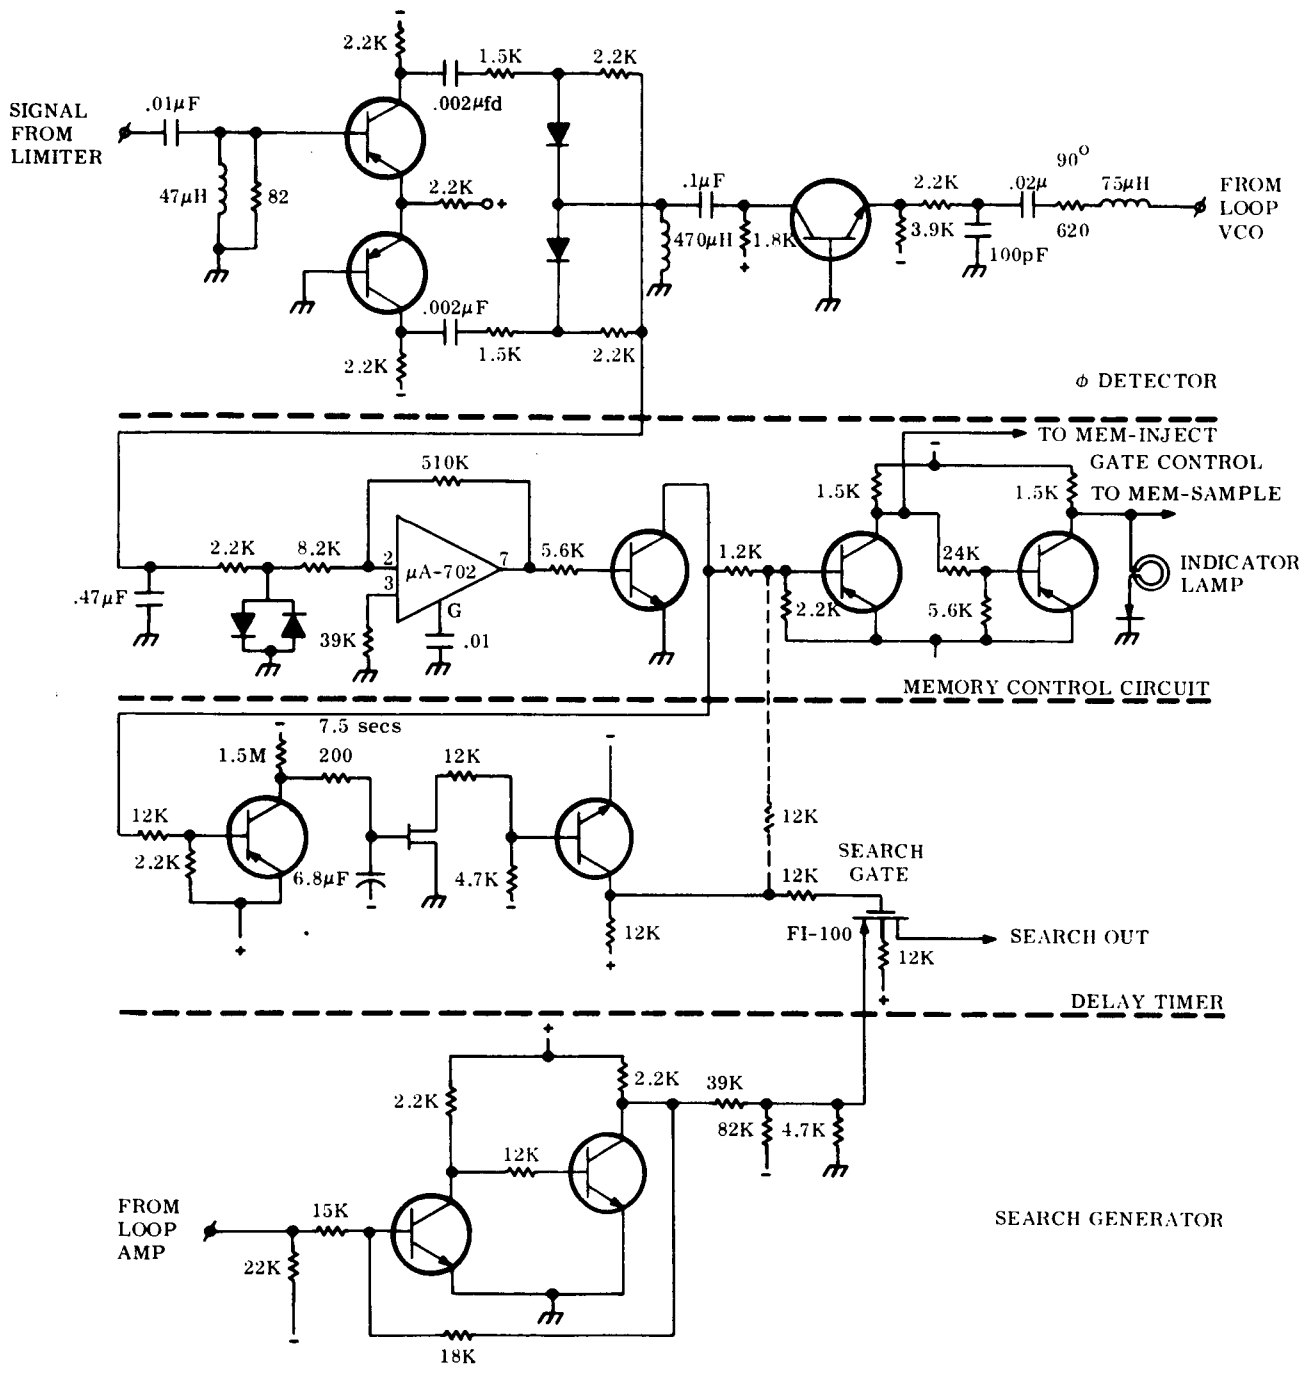 −
2.2K
1.5K
2.2K
.002μfd
SIGNAL
FROM
LIMITER
.01μF
47μH
82
2.2K
+
.1μF
470μH
1.8K
+
2.2K
3.9K
−
100pF
.02μ
90°
620
75μH
FROM
LOOP
VCO
.002μF
1.5K
2.2K
2.2K
−
φ DETECTOR
510K
2.2K
8.2K
2
3
μA-702
7
G
.47μF
39K
.01
5.6K
1.2K
2.2K
1.5K
−
1.5K
24K
5.6K
TO MEM-INJECT
GATE CONTROL
TO MEM-SAMPLE
INDICATOR
LAMP
MEMORY CONTROL CIRCUIT
−
7.5 secs
1.5M
200
12K
−
12K
2.2K
6.8μF
−
4.7K
−
+
12K
+
12K
12K
SEARCH
GATE
FI-100
12K
+
SEARCH OUT
DELAY TIMER
+
2.2K
2.2K
39K
82K
−
4.7K
12K
FROM
LOOP
AMP
15K
22K
−
18K
SEARCH GENERATOR